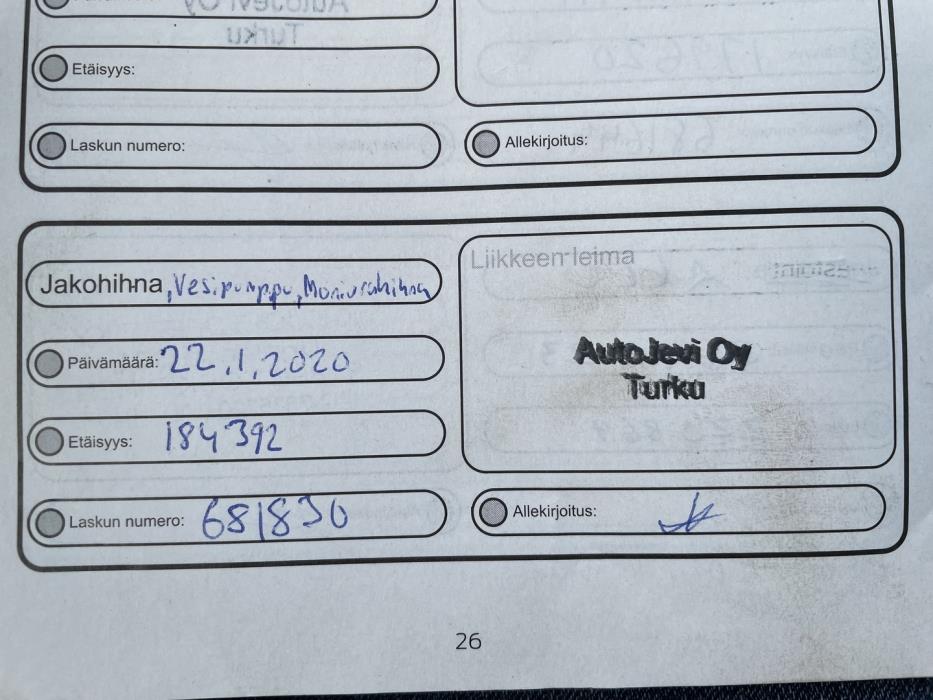 Etäisyys:
Laskun numero:
Allekirjoitus:
Jakohihna, Vesipumppu, Moniurahihna
Liikkeen leima
Päivämäärä: 22.1.2020
AutoJevi Oy
Turku
Etäisyys: 184392
Laskun numero: 681830
Allekirjoitus:
26